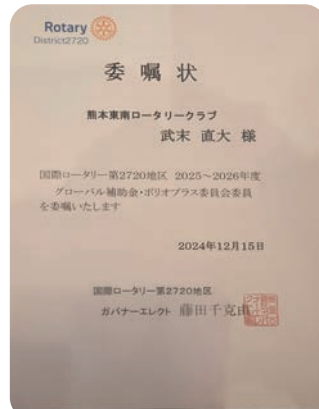 Rotary
District2720
委嘱状
熊本東南ロータリークラブ
武末 直大 様
国際ロータリー第2720地区 2025~2026年度
グローバル補助金・ポリオプラス委員会委員
を委嘱いたします
2024年12月15日
国際ロータリー第2720地区
ガバナーエレクト 藤田千克由